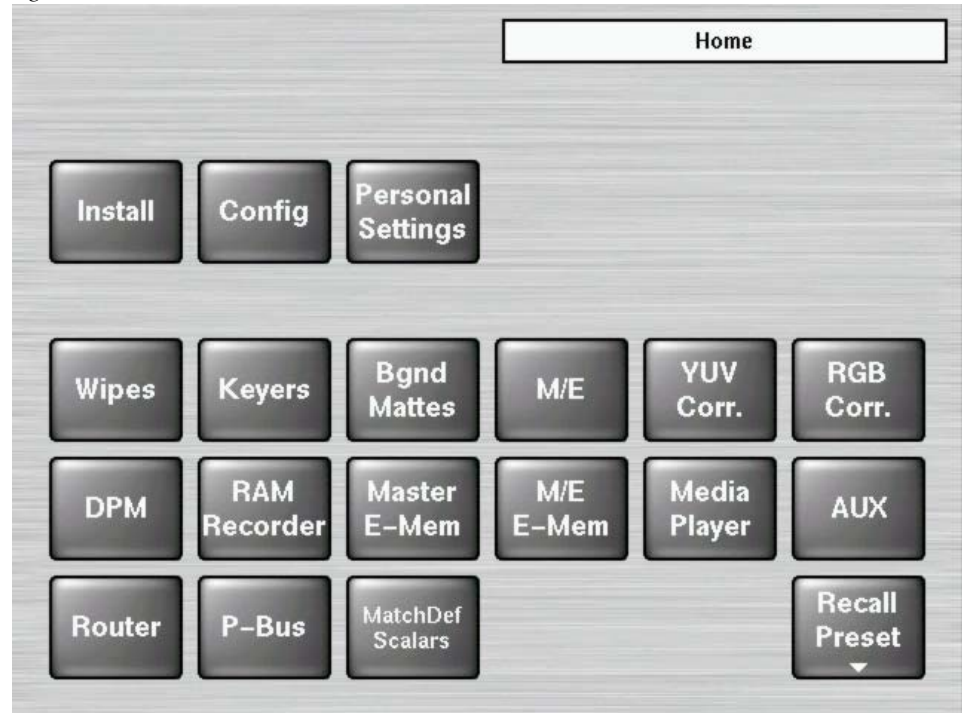 Home
Install
Config
Personal
Settings
Wipes
Keyers
Bgnd
Mattes
M/E
YUV
Corr.
RGB
Corr.
DPM
RAM
Recorder
Master
E-Mem
M/E
E-Mem
Media
Player
AUX
Router
P-Bus
MatchDef
Scalars
Recall
Preset